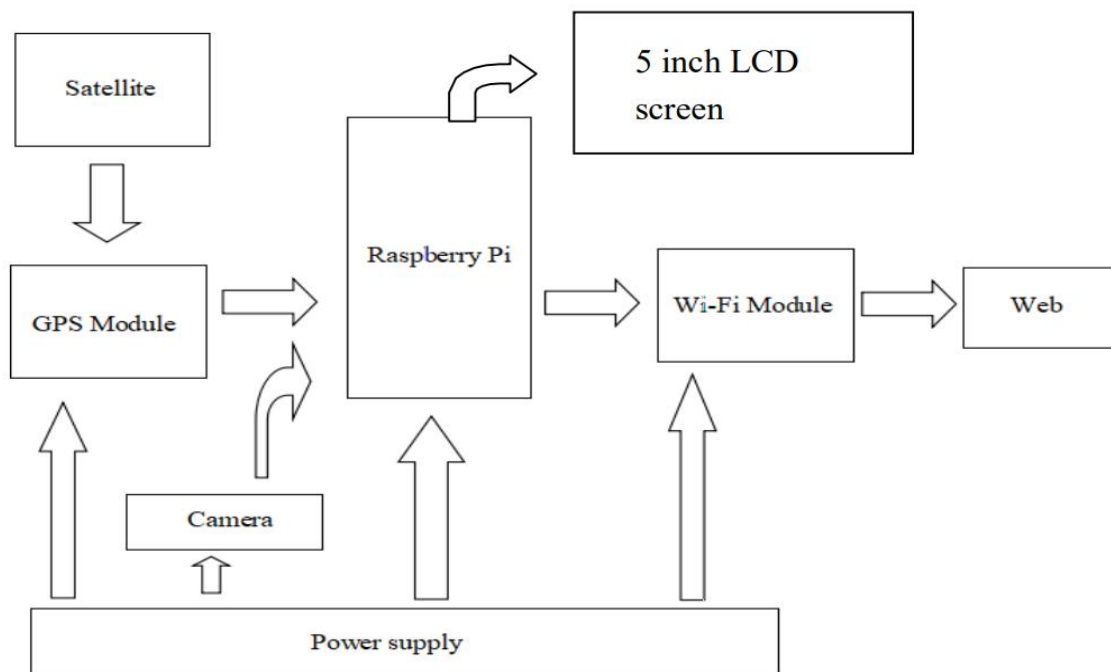 5 inch LCD
screen
Satellite
Raspberry Pi
GPS Module
Wi-Fi Module
Web
Camera
Power supply